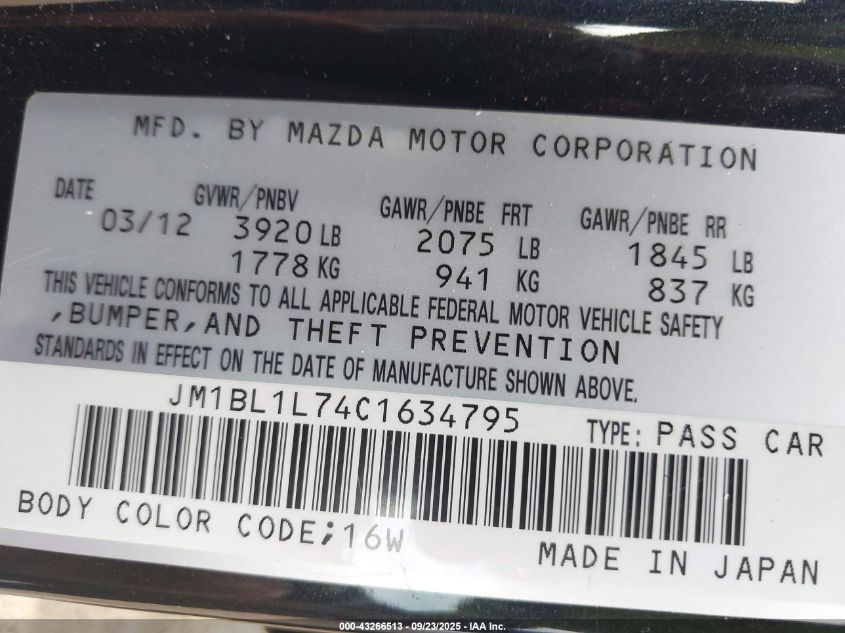 MFD. BY MAZDA MOTOR CORPORATION
DATE GVWR/PNBV GAWR/PNBE FRT GAWR/PNBE RR
03/12 3920 LB 2075 LB 1845 LB
1778 KG 941 KG 837 KG
THIS VEHICLE CONFORMS TO ALL APPLICABLE FEDERAL MOTOR VEHICLE SAFETY
,BUMPER,AND THEFT PREVENTION
STANDARDS IN EFFECT ON THE DATE OF MANUFACTURE SHOWN ABOVE.
JM1BL1L74C1634795 TYPE: PASS CAR
BODY COLOR CODE;16W MADE IN JAPAN
000-43266513 - 09/23/2025 - IAA Inc.